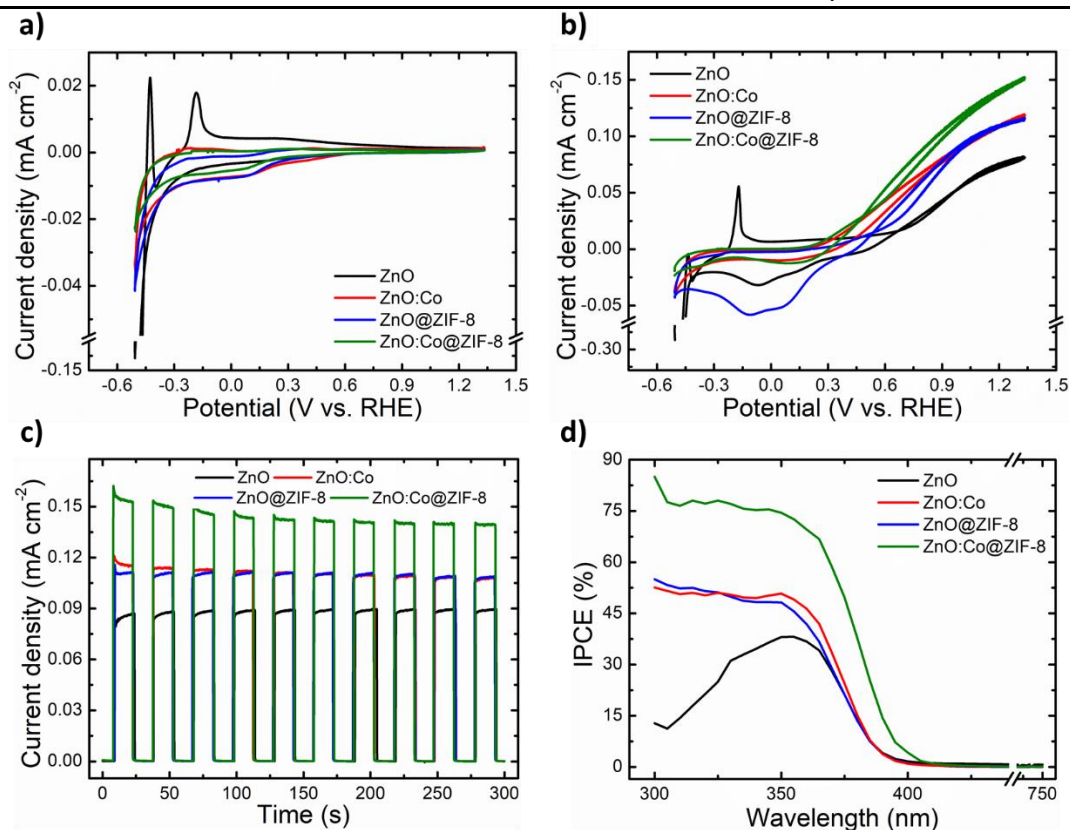 a)
Current density (mA cm-2)
0.02
0.00
-0.02
-0.04
-0.15
-0.6 -0.3 0.0 0.3 0.6 0.9 1.2 1.5
Potential (V vs. RHE)
ZnO
ZnO:Co
ZnO@ZIF-8
ZnO:Co@ZIF-8
b)
Current density (mA cm-2)
0.15
0.10
0.05
0.00
-0.05
-0.30
-0.6 -0.3 0.0 0.3 0.6 0.9 1.2 1.5
Potential (V vs. RHE)
ZnO
ZnO:Co
ZnO@ZIF-8
ZnO:Co@ZIF-8
c)
Current density (mA cm-2)
0.18
0.15
0.12
0.09
0.06
0.03
0.00
0 50 100 150 200 250 300
Time (s)
ZnO ZnO:Co
ZnO@ZIF-8 ZnO:Co@ZIF-8
d)
IPCE (%)
90
75
60
45
30
15
0
300 350 400 750
Wavelength (nm)
ZnO
ZnO:Co
ZnO@ZIF-8
ZnO:Co@ZIF-8